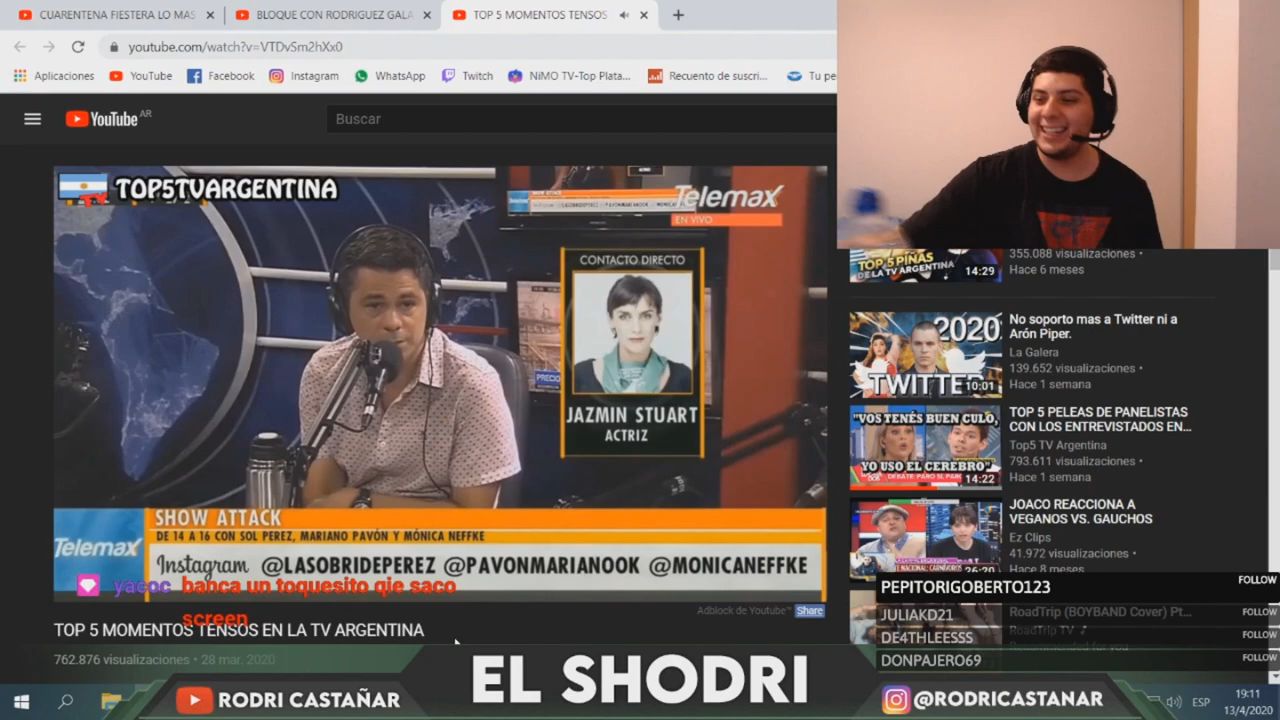 CUARENTENA FIESTERA LO MAS
BLOQUE CON RODRIGUEZ GALA
TOP 5 MOMENTOS TENSOS
youtube.com/watch?v=VTDvSm2hXx0
Aplicaciones
YouTube
Facebook
Instagram
WhatsApp
Twitch
NiMO TV-Top Plata...
Recuento de suscri...
Tu pe
YouTube AR
Buscar
TOP5TVARGENTINA
Telemax
EN VIVO
CONTACTO DIRECTO
JAZMIN STUART
ACTRIZ
PRECIO
Telemax
SHOW ATTACK
DE 14 A 16 CON SOL PEREZ, MARIANO PAVÓN Y MÓNICA NEFFKE
Instagram @LASOBRIDEPEREZ @PAVONMARIANOOK @MONICANEFFKE
yacoc banca un toquesito qie saco
screen
Adblock de Youtube™ Share
TOP 5 MOMENTOS TENSOS EN LA TV ARGENTINA
762.876 visualizaciones • 28 mar. 2020
TOP 5 PIÑAS
DE LA TV ARGENTINA
14:29
355.088 visualizaciones •
Hace 6 meses
2020
TWITTER
10:01
No soporto mas a Twitter ni a
Arón Piper.
La Galera
139.652 visualizaciones •
Hace 1 semana
"VOS TENÉS BUEN CULO,
YO USO EL CEREBRO"
14:22
TOP 5 PELEAS DE PANELISTAS
CON LOS ENTREVISTADOS EN...
Top5 TV Argentina
793.611 visualizaciones •
Hace 1 semana
26:20
JOACO REACCIONA A
VEGANOS VS. GAUCHOS
Ez Clips
41.972 visualizaciones •
Hace 8 meses
PEPITORIGOBERTO123 FOLLOW
JULIAKD21 FOLLOW
DE4THLEESSS FOLLOW
DONPAJERO69 FOLLOW
RoadTrip (BOYBAND Cover) Pt...
RoadTrip TV
RODRI CASTAÑAR
EL SHODRI
@RODRICASTANAR
ESP
19:11
13/4/2020